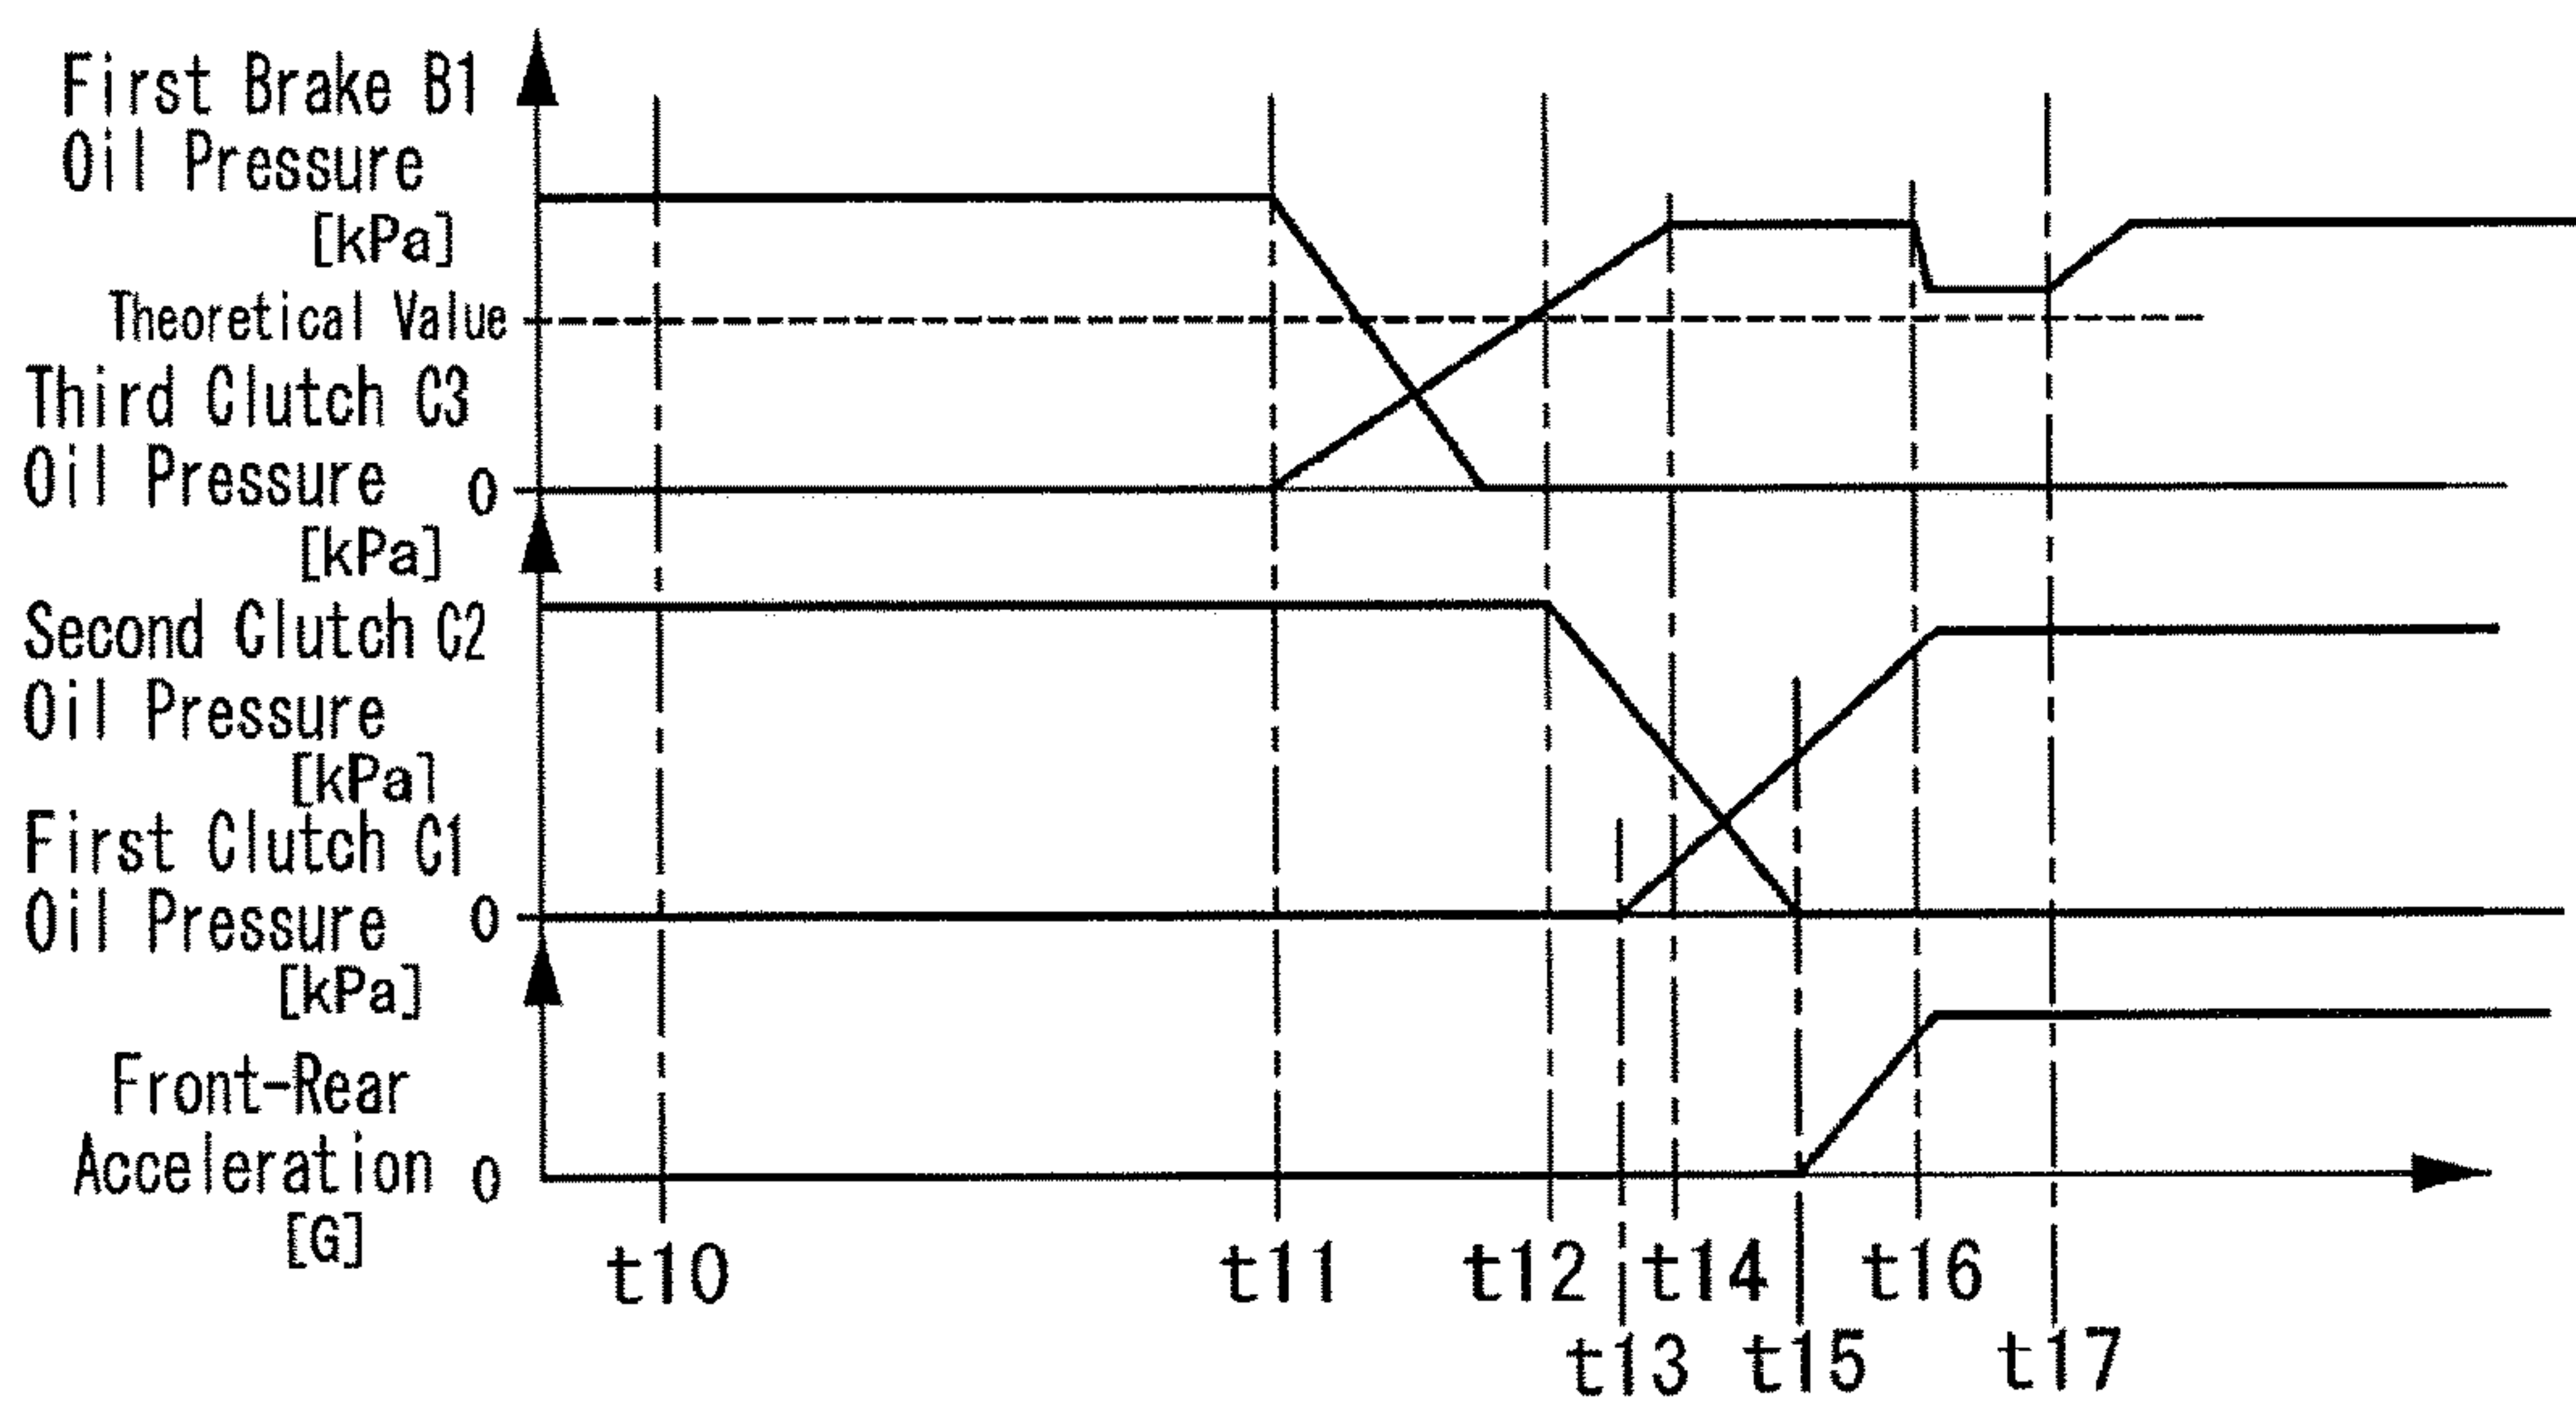 First Brake B1
Oil Pressure
[kPa]
Theoretical Value
Third Clutch C3
Oil Pressure 0
[kPa]
Second Clutch C2
Oil Pressure
[kPa]
First Clutch C1
Oil Pressure 0
[kPa]
Front-Rear
Acceleration 0
[G]
t10 t11 t12 t14 t16
t13 t15 t17